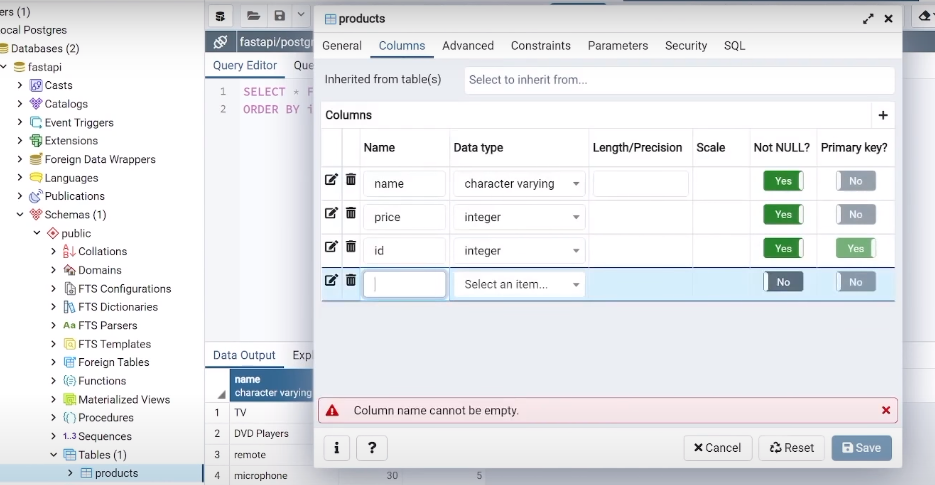 ers (1)
ocal Postgres
Databases (2)
fastapi
Casts
Catalogs
Event Triggers
Extensions
Foreign Data Wrappers
Languages
Publications
Schemas (1)
public
Collations
Domains
FTS Configurations
FTS Dictionaries
Aa FTS Parsers
FTS Templates
Foreign Tables
Functions
Materialized Views
Procedures
1..3 Sequences
Tables (1)
products
fastapi/postgr
Query Editor Que
1 SELECT * F
2 ORDER BY i
Data Output Expl
name
character varying
1 TV
2 DVD Players
3 remote
4 microphone 30 5
products
General Columns Advanced Constraints Parameters Security SQL
Inherited from table(s) Select to inherit from...
Columns +
Name Data type Length/Precision Scale Not NULL? Primary key?
name character varying Yes No
price integer Yes No
id integer Yes Yes
Select an item... No No
Column name cannot be empty.
i ? Cancel Reset Save